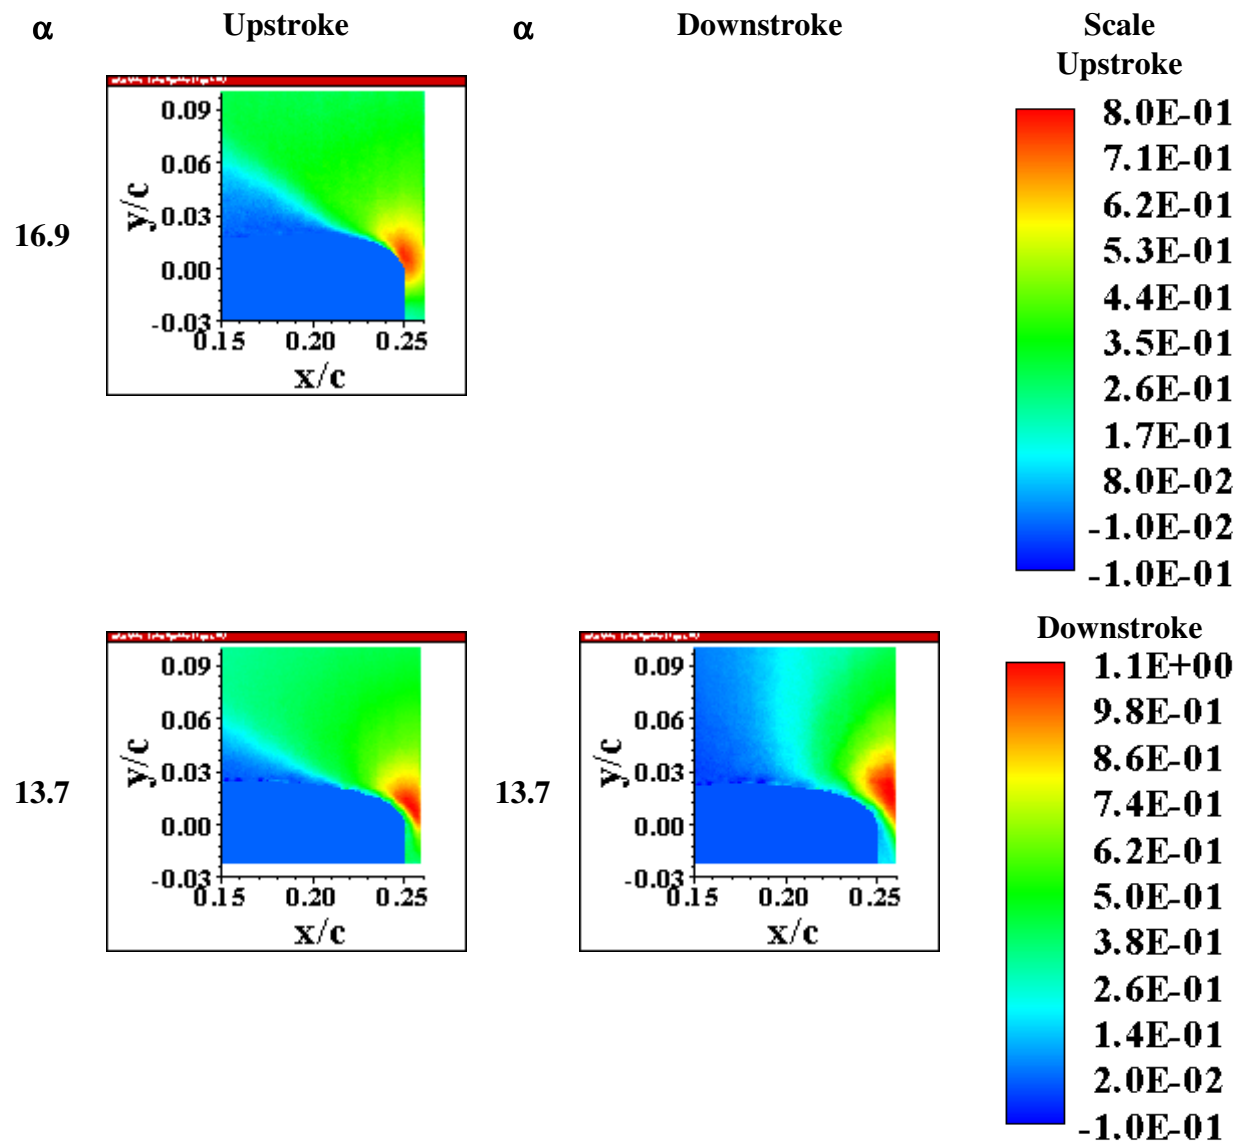 α Upstroke α Downstroke Scale
Upstroke
16.9
0.09
0.06
0.03
0.00
-0.03
y/c
0.15 0.20 0.25
x/c
8.0E-01
7.1E-01
6.2E-01
5.3E-01
4.4E-01
3.5E-01
2.6E-01
1.7E-01
8.0E-02
-1.0E-02
-1.0E-01
13.7
0.09
0.06
0.03
0.00
-0.03
y/c
0.15 0.20 0.25
x/c
13.7
0.09
0.06
0.03
0.00
-0.03
y/c
0.15 0.20 0.25
x/c
Downstroke
1.1E+00
9.8E-01
8.6E-01
7.4E-01
6.2E-01
5.0E-01
3.8E-01
2.6E-01
1.4E-01
2.0E-02
-1.0E-01